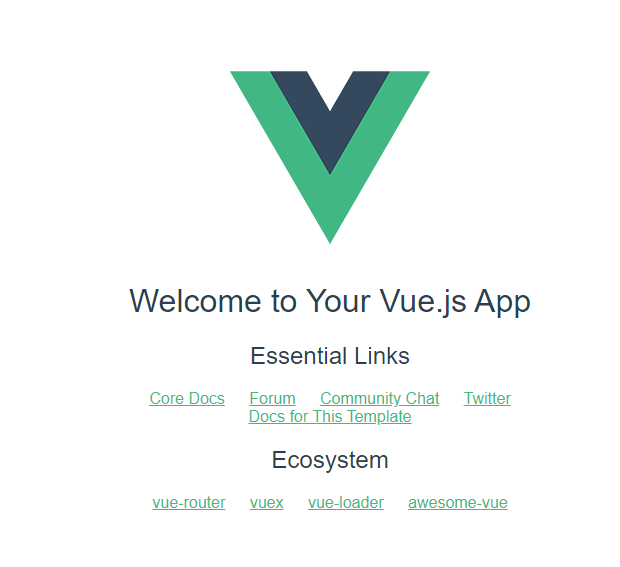 Welcome to Your Vue.js App
Essential Links
Core Docs Forum Community Chat Twitter
Docs for This Template
Ecosystem
vue-router vuex vue-loader awesome-vue